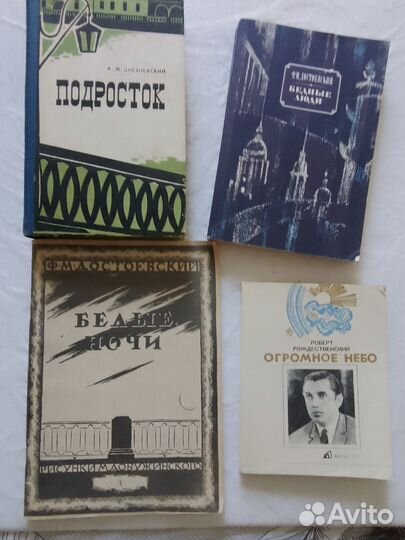 Ф. М. ДОСТОЕВСКИЙ
ПОДРОСТОК
Ф.М.ДОСТОЕВСКИЙ
БЕДНЫЕ
ЛЮДИ
Ф.М.ДОСТОЕВСКИЙ
БЕЛЫЕ
НОЧИ
РИСУНКИ М.ДОБУЖИНСКОГО
РОБЕРТ
РОЖДЕСТВЕНСКИЙ
ОГРОМНОЕ НЕБО
Avito